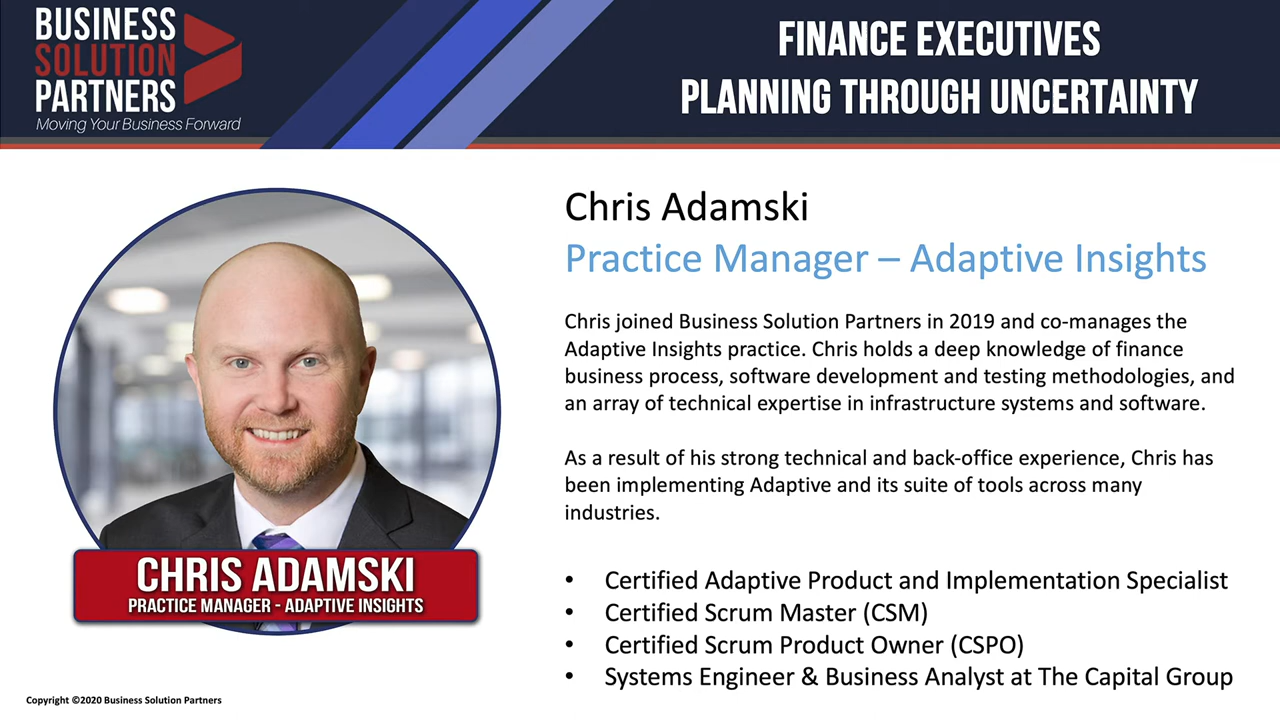 BUSINESS
SOLUTION
PARTNERS
Moving Your Business Forward
FINANCE EXECUTIVES
PLANNING THROUGH UNCERTAINTY
CHRIS ADAMSKI
PRACTICE MANAGER - ADAPTIVE INSIGHTS
Chris Adamski
Practice Manager – Adaptive Insights
Chris joined Business Solution Partners in 2019 and co-manages the
Adaptive Insights practice. Chris holds a deep knowledge of finance
business process, software development and testing methodologies, and
an array of technical expertise in infrastructure systems and software.
As a result of his strong technical and back-office experience, Chris has
been implementing Adaptive and its suite of tools across many
industries.
• Certified Adaptive Product and Implementation Specialist
• Certified Scrum Master (CSM)
• Certified Scrum Product Owner (CSPO)
• Systems Engineer & Business Analyst at The Capital Group
Copyright ©2020 Business Solution Partners